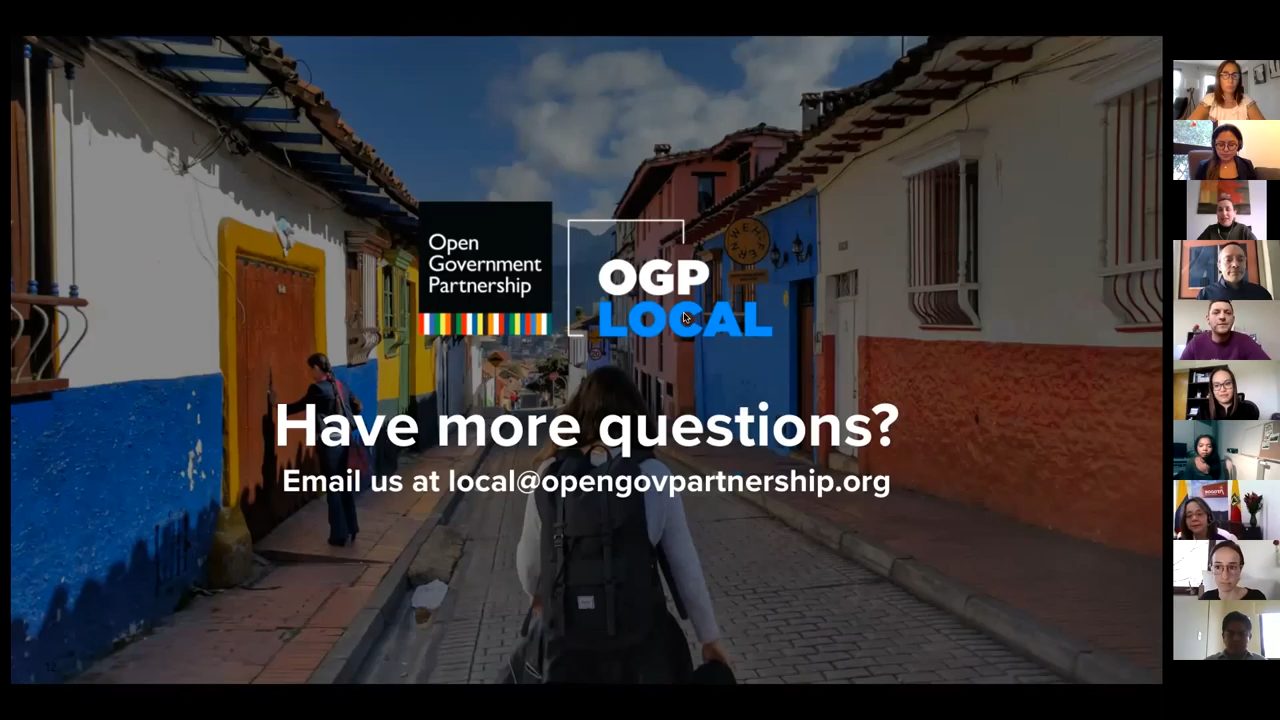 Open
Government
Partnership
OGP
LOCAL
Have more questions?
Email us at local@opengovpartnership.org